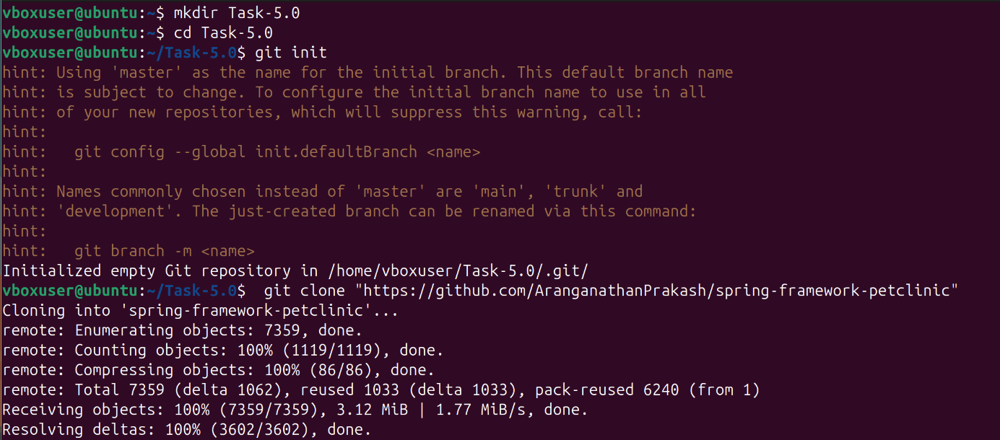 vboxuser@ubuntu:~$ mkdir Task-5.0
vboxuser@ubuntu:~$ cd Task-5.0
vboxuser@ubuntu:~/Task-5.0$ git init
hint: Using 'master' as the name for the initial branch. This default branch name
hint: is subject to change. To configure the initial branch name to use in all
hint: of your new repositories, which will suppress this warning, call:
hint:
hint:   git config --global init.defaultBranch <name>
hint:
hint: Names commonly chosen instead of 'master' are 'main', 'trunk' and
hint: 'development'. The just-created branch can be renamed via this command:
hint:
hint:   git branch -m <name>
Initialized empty Git repository in /home/vboxuser/Task-5.0/.git/
vboxuser@ubuntu:~/Task-5.0$  git clone "https://github.com/AranganathanPrakash/spring-framework-petclinic"
Cloning into 'spring-framework-petclinic'...
remote: Enumerating objects: 7359, done.
remote: Counting objects: 100% (1119/1119), done.
remote: Compressing objects: 100% (86/86), done.
remote: Total 7359 (delta 1062), reused 1033 (delta 1033), pack-reused 6240 (from 1)
Receiving objects: 100% (7359/7359), 3.12 MiB | 1.77 MiB/s, done.
Resolving deltas: 100% (3602/3602), done.